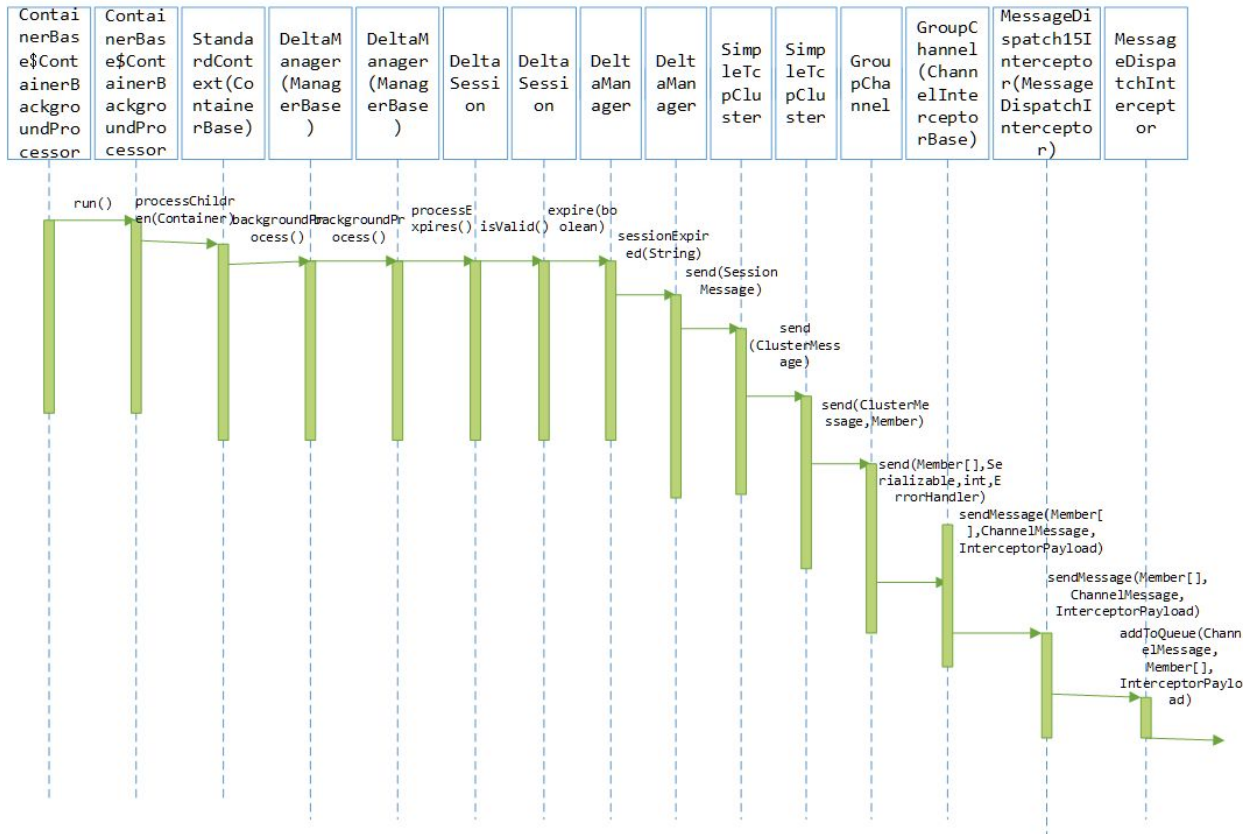 Contai
nerBas
e$Cont
ainerB
ackgro
undPro
cessor
Contai
nerBas
e$Cont
ainerB
ackgro
undPro
cessor
Standa
rdCont
ext(Co
ntaine
rBase)
DeltaM
anager
(Manag
erBase
)
DeltaM
anager
(Manag
erBase
)
Delta
Sessi
on
Delta
Sessi
on
Delt
aMan
ager
Delt
aMan
ager
Simp
leTc
pClu
ster
Simp
leTc
pClu
ster
Grou
pCha
nnel
GroupC
hannel
(Chann
elInte
rcepto
rBase)
MessageDi
spatch15I
ntercepto
r(Message
DispatchI
ntercepto
r)
Messag
eDispa
tchInt
ercept
or
run()
processChildr
en(Container)
backgroundPr
ocess()
backgroundPr
ocess()
processE
xpires()
isValid()
expire(bo
olean)
sessionExpir
ed(String)
send(Session
Message)
send
(ClusterMess
age)
send(ClusterMe
ssage,Member)
send(Member[],Se
rializable,int,E
rrorHandler)
sendMessage(Member[
],ChannelMessage,
InterceptorPayload)
sendMessage(Member[],
ChannelMessage,
InterceptorPayload)
addToQueue(Chann
elMessage,
Member[],
InterceptorPaylo
ad)